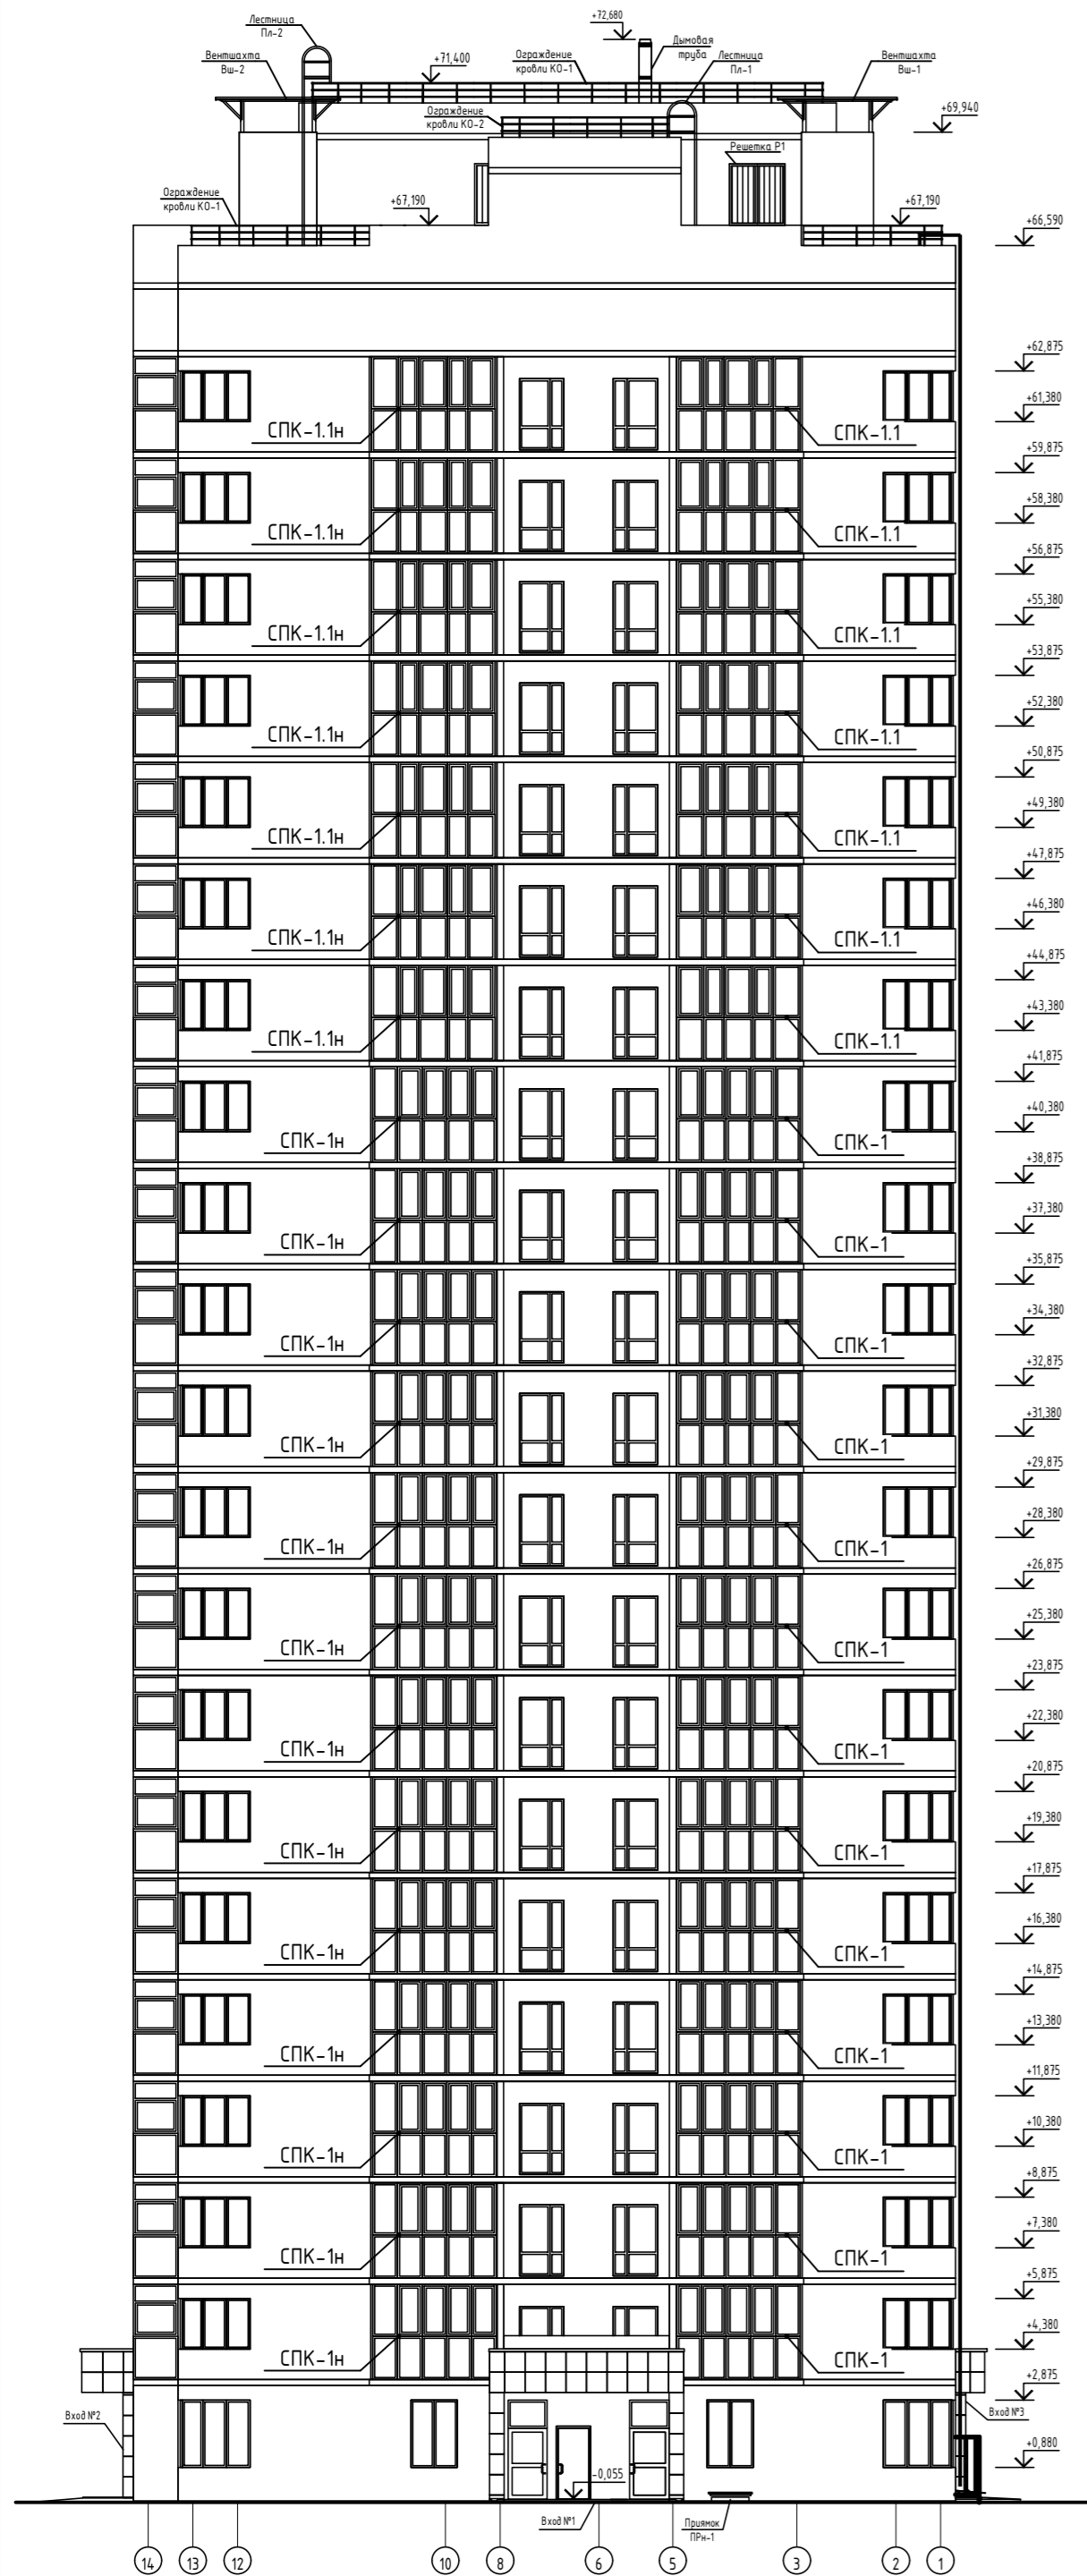 Лестница
Пл-2
+72,680
Дымовая
труба
Вентшахта
Вш-2
+71,400
Ограждение
кровли КО-1
Лестница
Пл-1
Вентшахта
Вш-1
Ограждение
кровли КО-2
+69,940
Решетка Р1
Ограждение
кровли КО-1
+67,190
+67,190
+66,590
+62,875
+61,380
СПК-1.1н
СПК-1.1
+59,875
+58,380
СПК-1.1н
СПК-1.1
+56,875
+55,380
СПК-1.1н
СПК-1.1
+53,875
+52,380
СПК-1.1н
СПК-1.1
+50,875
+49,380
СПК-1.1н
СПК-1.1
+47,875
+46,380
СПК-1.1н
СПК-1.1
+44,875
+43,380
СПК-1.1н
СПК-1.1
+41,875
+40,380
СПК-1н
СПК-1
+38,875
+37,380
СПК-1н
СПК-1
+35,875
+34,380
СПК-1н
СПК-1
+32,875
+31,380
СПК-1н
СПК-1
+29,875
+28,380
СПК-1н
СПК-1
+26,875
+25,380
СПК-1н
СПК-1
+23,875
+22,380
СПК-1н
СПК-1
+20,875
+19,380
СПК-1н
СПК-1
+17,875
+16,380
СПК-1н
СПК-1
+14,875
+13,380
СПК-1н
СПК-1
+11,875
+10,380
СПК-1н
СПК-1
+8,875
+7,380
СПК-1н
СПК-1
+5,875
+4,380
СПК-1н
СПК-1
+2,875
Вход №2
Вход №3
+0,880
-0,055
Вход №1
Приямок
ПРн-1
14 13 12 10 8 6 5 3 2 1